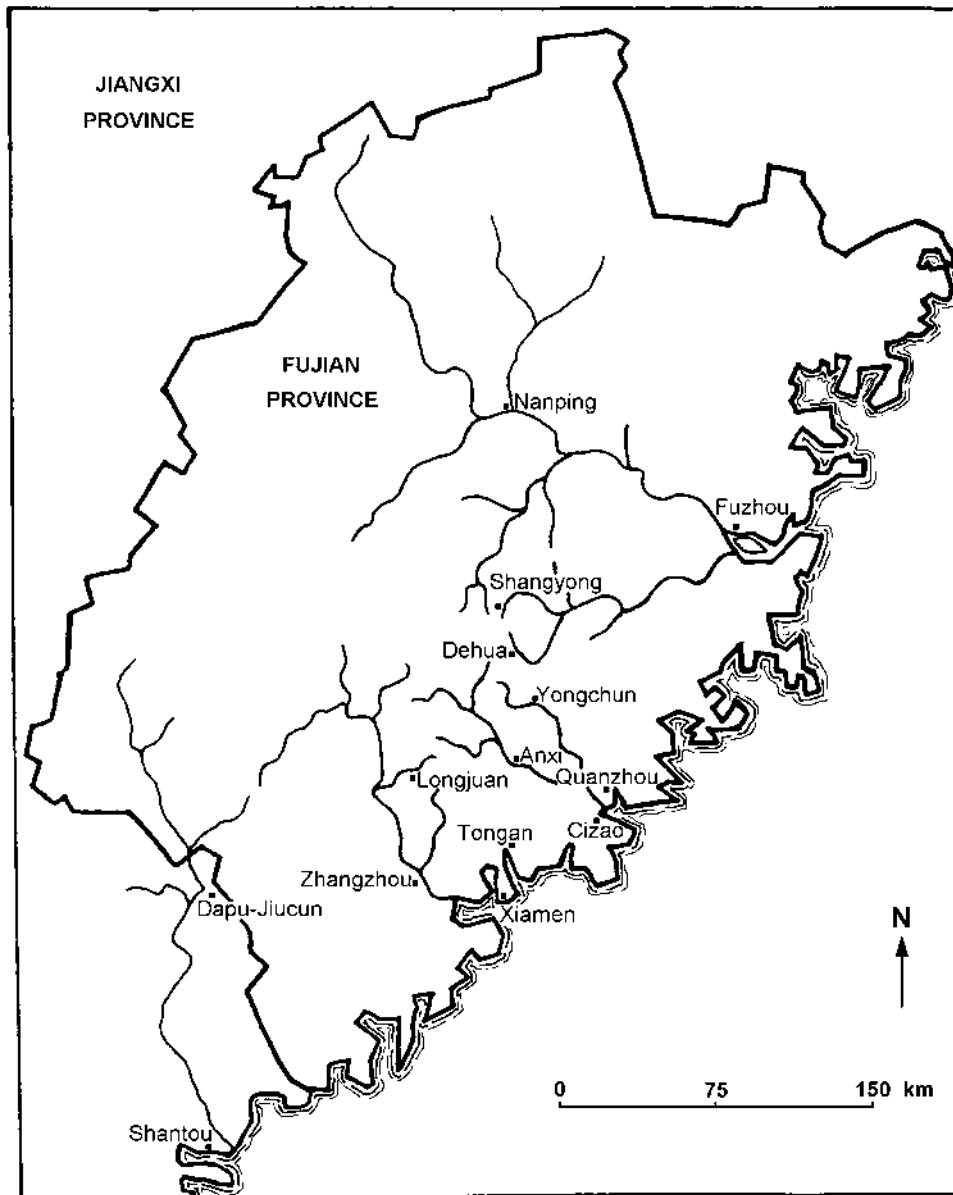 JIANGXI
PROVINCE
FUJIAN
PROVINCE
Nanping
Fuzhou
Shangyong
Dehua
Yongchun
Anxi
Longjuan
Quanzhou
Tongan
Cizao
Zhangzhou
Dapu-Jiucun
Xiamen
N
0 75 150 km
Shantou